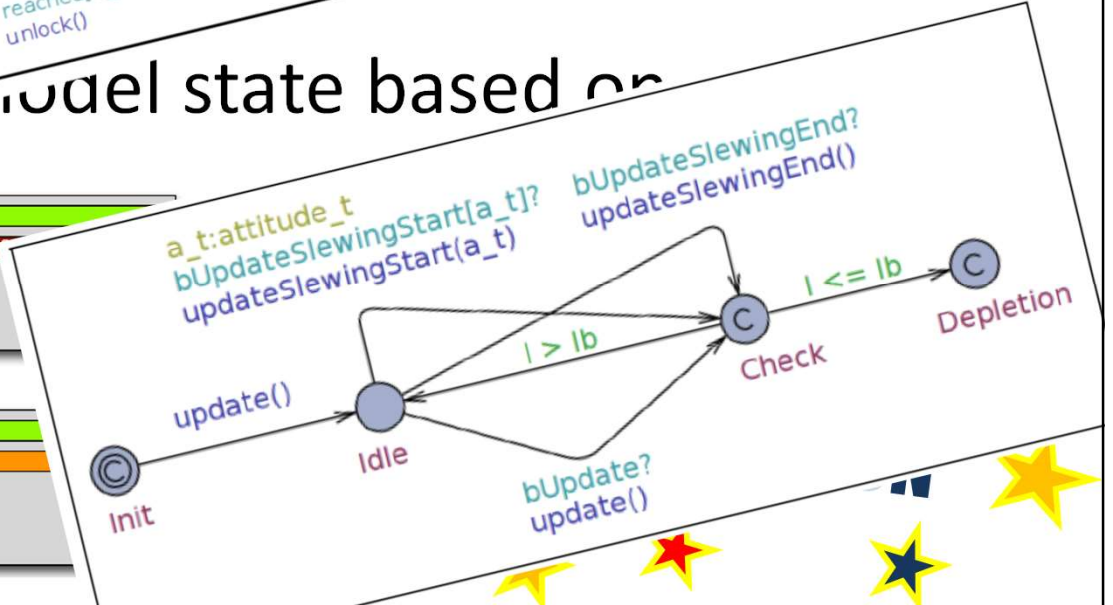 unlock()
state based on
a_t:attitude_t
bUpdateSlewingStart[a_t]?
updateSlewingStart(a_t)
bUpdateSlewingEnd?
updateSlewingEnd()
l <= lb
C
Depletion
l > lb
C
Check
update()
Idle
C
Init
bUpdate?
update()